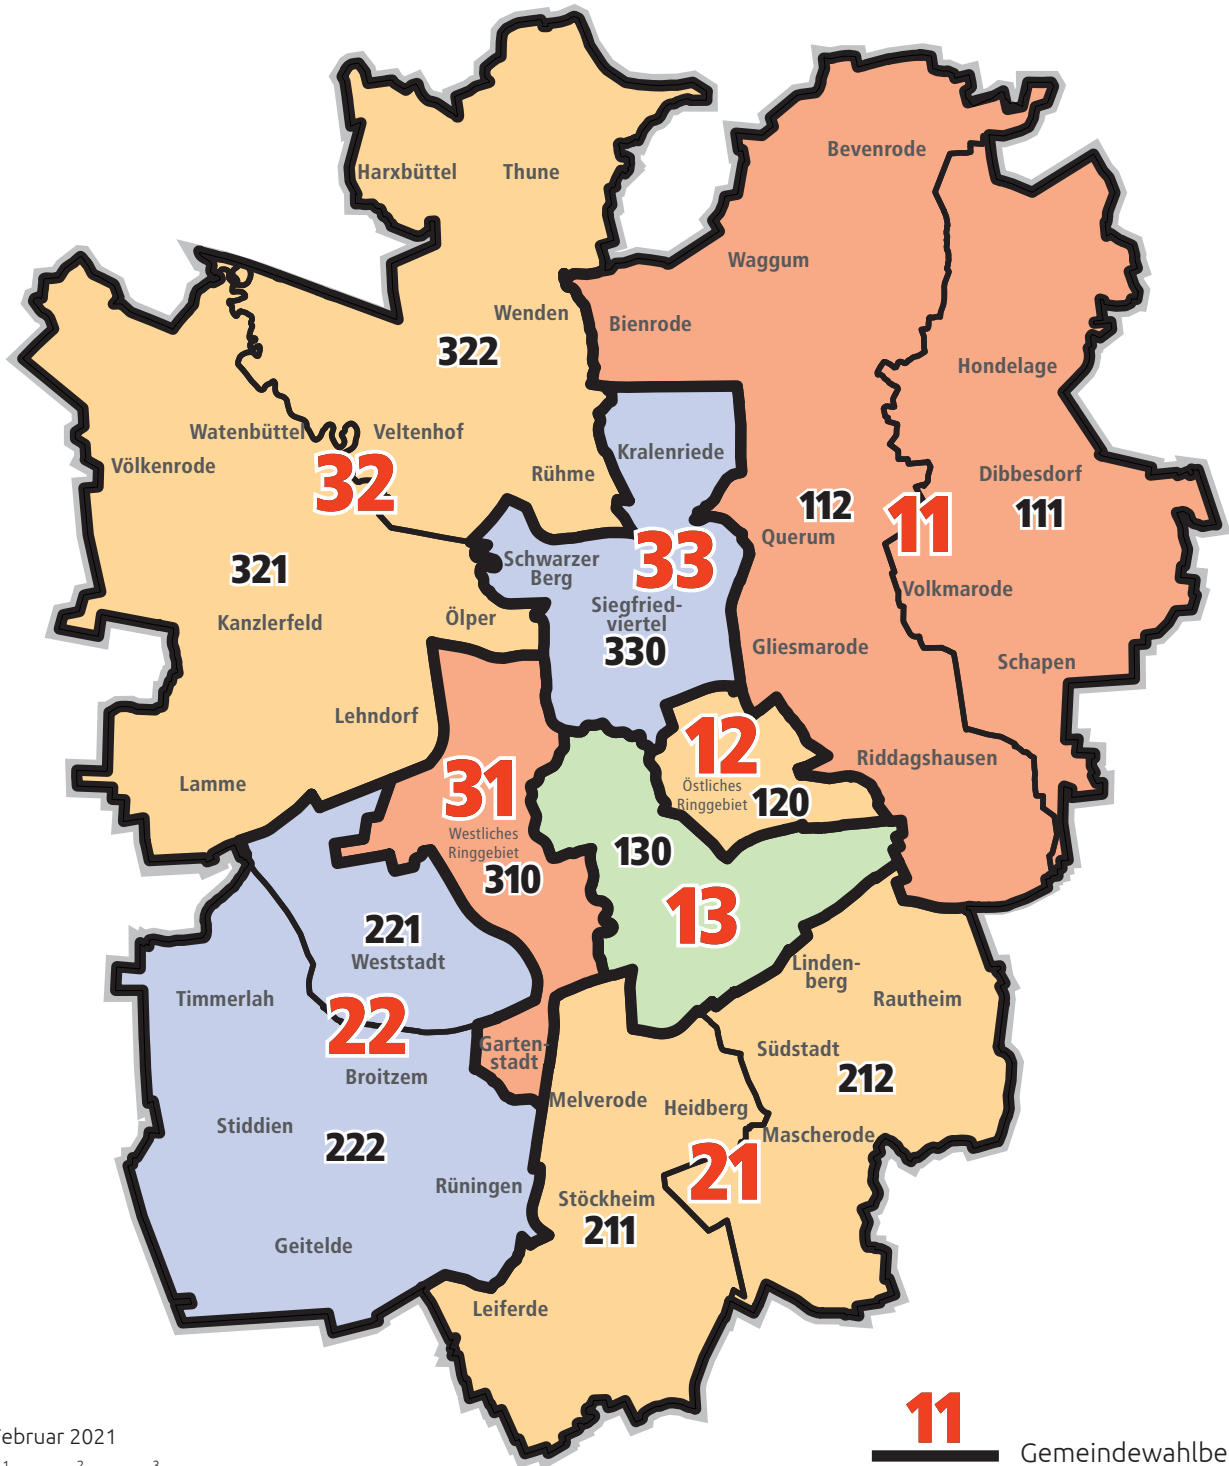 Harxbüttel
Thune
Bevenrode
Waggum
Wenden
Bienrode
322
Hondelage
Watenbüttel
Veltenhof
Völkenrode
Rühme
Kralenriede
Dibbesdorf
32
112
11
111
Querum
33
Schwarzer
Berg
321
Siegfried-
viertel
330
Volkmarode
Kanzlerfeld
Ölper
Gliesmarode
Schapen
Lehndorf
12
Riddagshausen
Lamme
31
Östliches
Ringgebiet
120
Westliches
Ringgebiet
310
130
13
221
Weststadt
Linden-
berg
Timmerlah
Rautheim
22
Garten-
stadt
Südstadt
212
Broitzem
Melverode
Heidberg
Stiddien
Mascherode
222
21
Rüningen
Stöckheim
211
Geitelde
Leiferde
11
ebruar 2021
Gemeindewahlbe
1 2 3